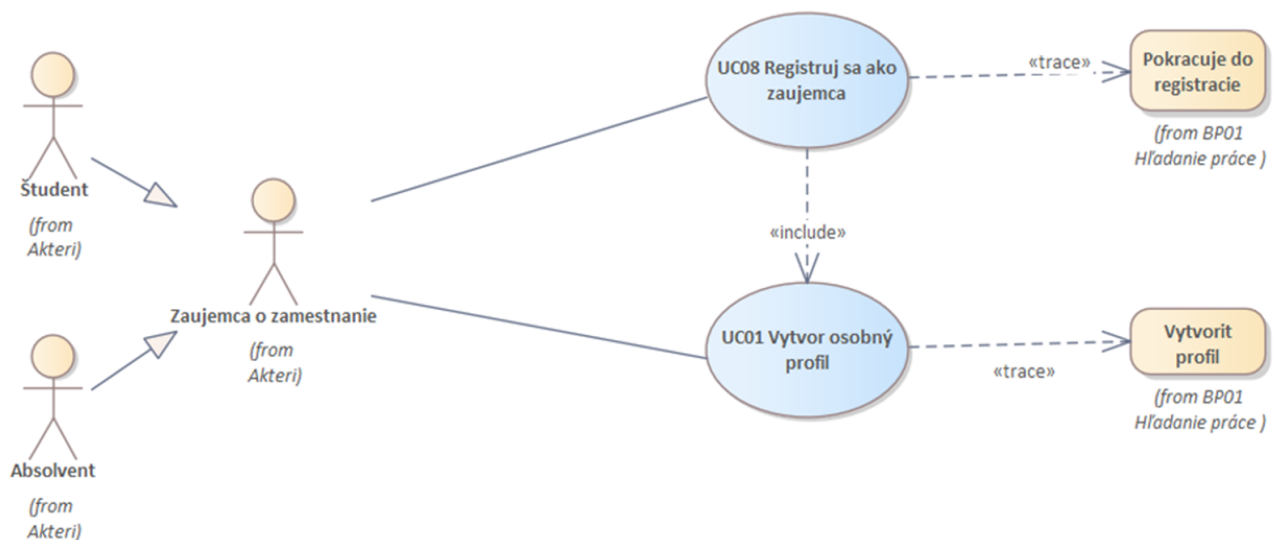 Študent
(from
Akteri)
Zaujemca o zamestnanie
(from
Akteri)
Absolvent
(from
Akteri)
UC08 Registruj sa ako
zaujemca
«trace»
Pokracuje do
registracie
(from BP01
Hľadanie práce )
«include»
UC01 Vytvor osobný
profil
«trace»
Vytvorit
profil
(from BP01
Hľadanie práce )